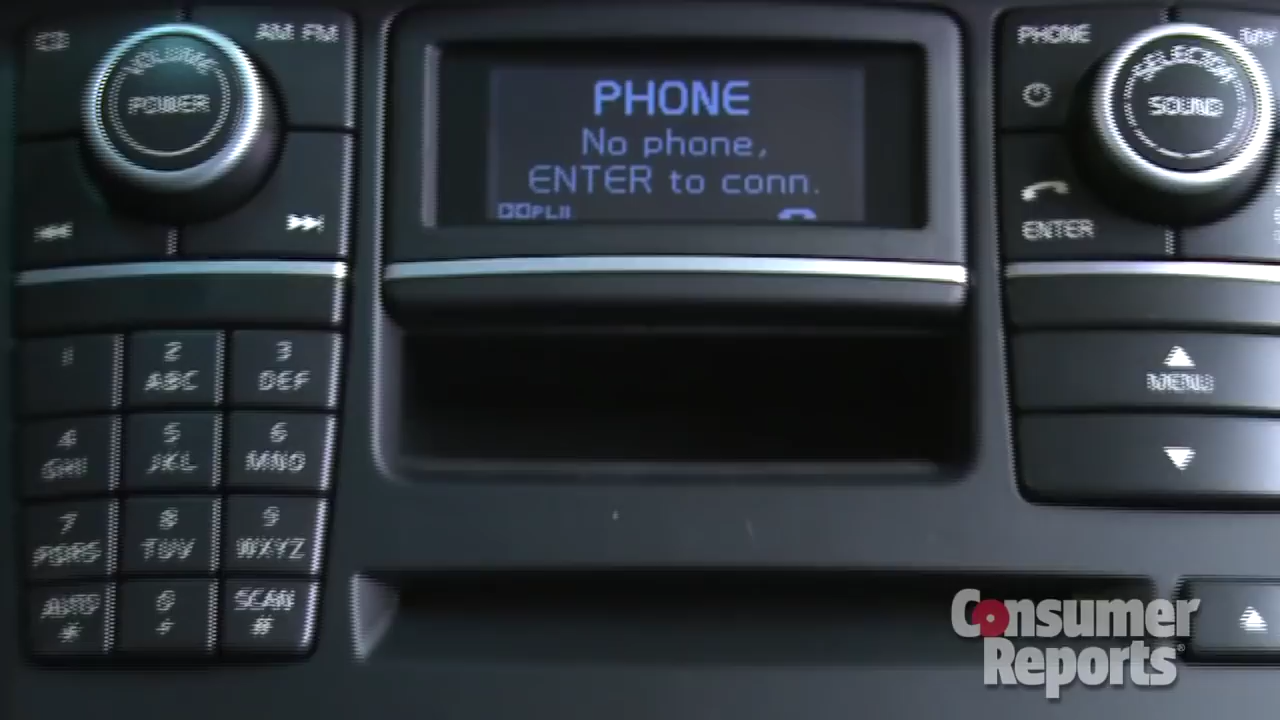 AM FM
VOLUME
POWER
PHONE
No phone,
ENTER to conn.
PLII
PHONE
SELECTOR
SOUND
ENTER
MENU
1
2
ABC
3
DEF
4
GHI
5
JKL
6
MNO
7
PQRS
8
TUV
9
WXYZ
AUTO
*
0
+
SCAN
#
Consumer
Reports®